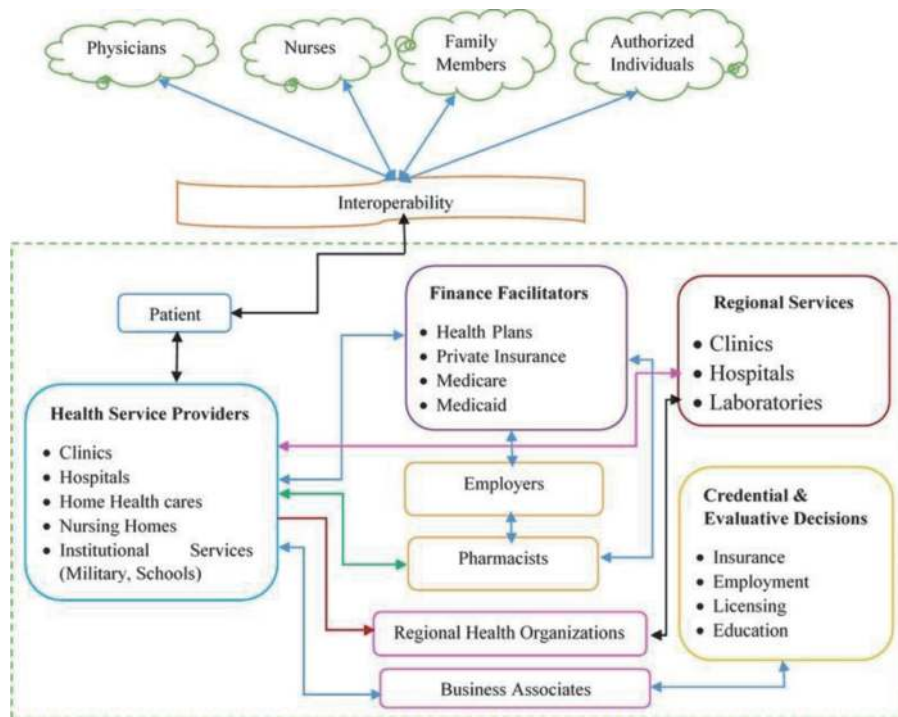 Physicians
Nurses
Family
Members
Authorized
Individuals
Interoperability
Patient
Finance Facilitators
• Health Plans
• Private Insurance
• Medicare
• Medicaid
Regional Services
• Clinics
• Hospitals
• Laboratories
Health Service Providers
• Clinics
• Hospitals
• Home Health cares
• Nursing Homes
• Institutional Services
(Military, Schools)
Employers
Pharmacists
Credential &
Evaluative Decisions
• Insurance
• Employment
• Licensing
• Education
Regional Health Organizations
Business Associates